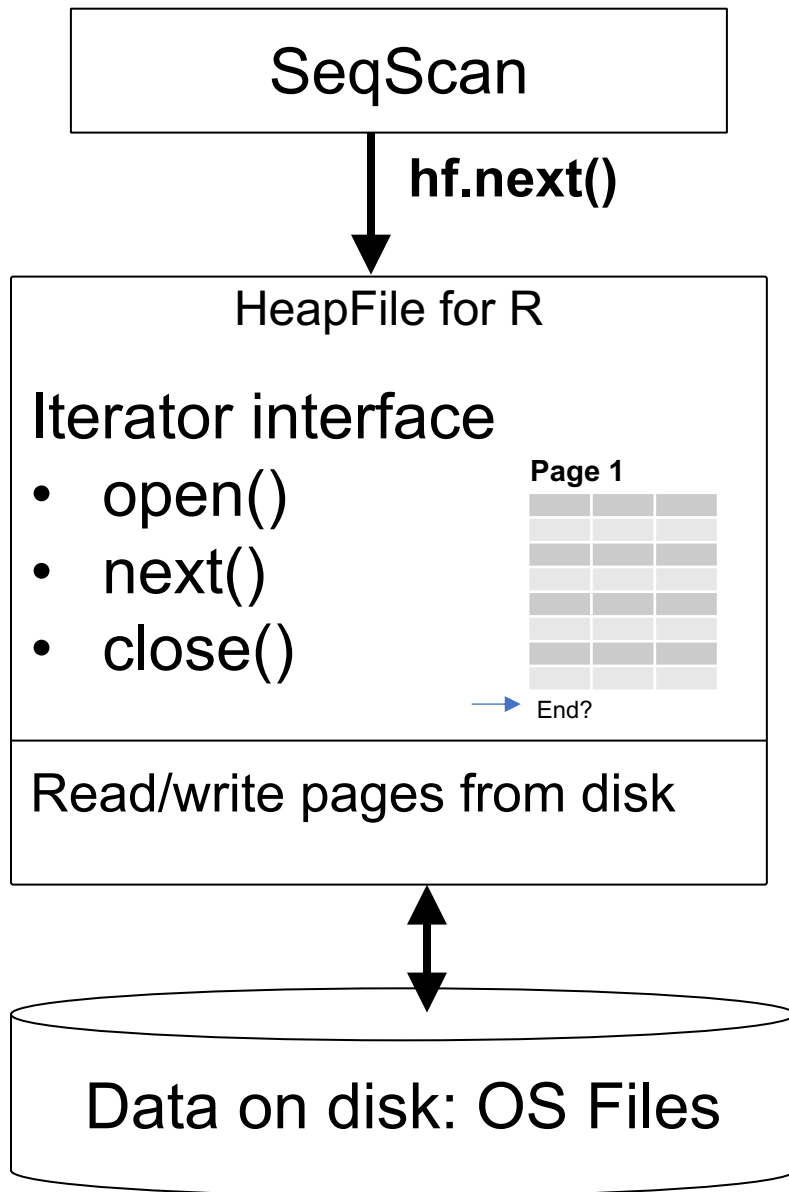 SeqScan
hf.next()
HeapFile for R
Iterator interface
• open()
• next()
• close()
Page 1
End?
Read/write pages from disk
Data on disk: OS Files